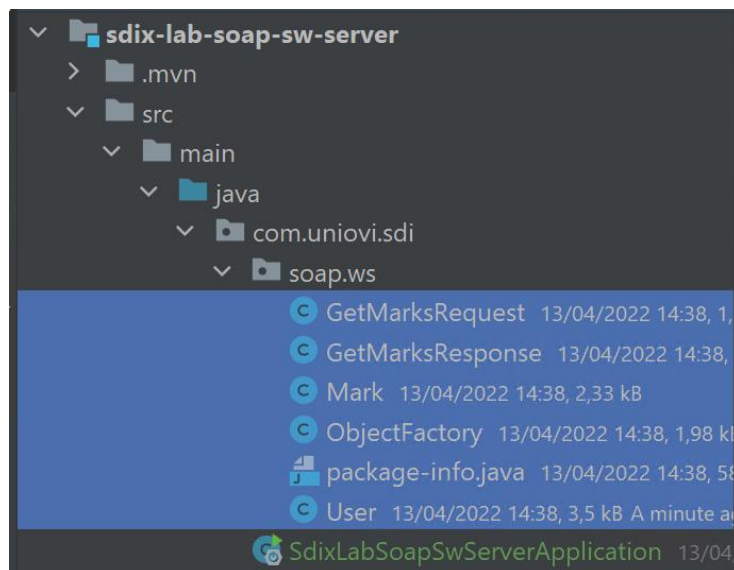 sdix-lab-soap-sw-server
.mvn
src
main
java
com.uniovi.sdi
soap.ws
GetMarksRequest 13/04/2022 14:38, 1,
GetMarksResponse 13/04/2022 14:38,
Mark 13/04/2022 14:38, 2,33 kB
ObjectFactory 13/04/2022 14:38, 1,98 k
package-info.java 13/04/2022 14:38, 58
User 13/04/2022 14:38, 3,5 kB A minute a
SdixLabSoapSwServerApplication 13/04